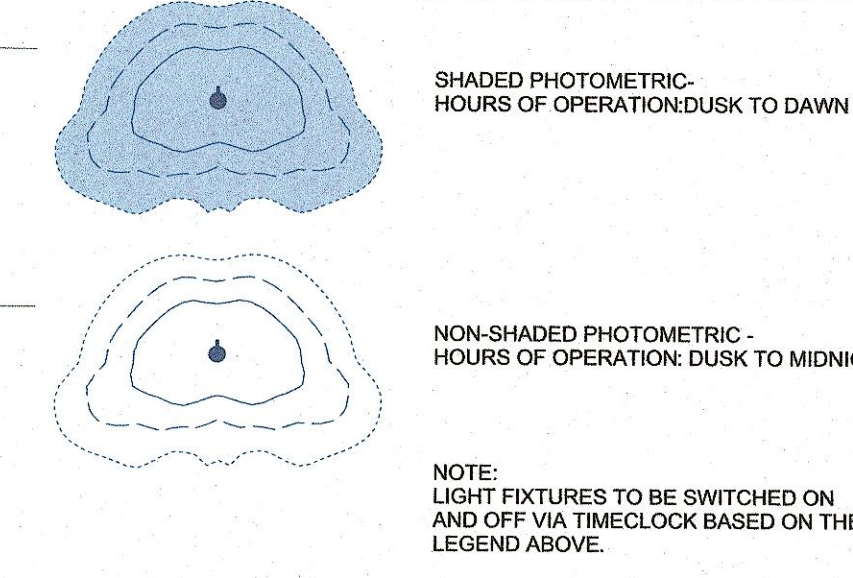 SHADED PHOTOMETRIC-
HOURS OF OPERATION:DUSK TO DAWN
NON-SHADED PHOTOMETRIC -
HOURS OF OPERATION: DUSK TO
NOTE:
LIGHT FIXTURES TO BE SWITCHED ON
AND OFF VIA TIMECLOCK BASED ON THE
LEGEND ABOVE.